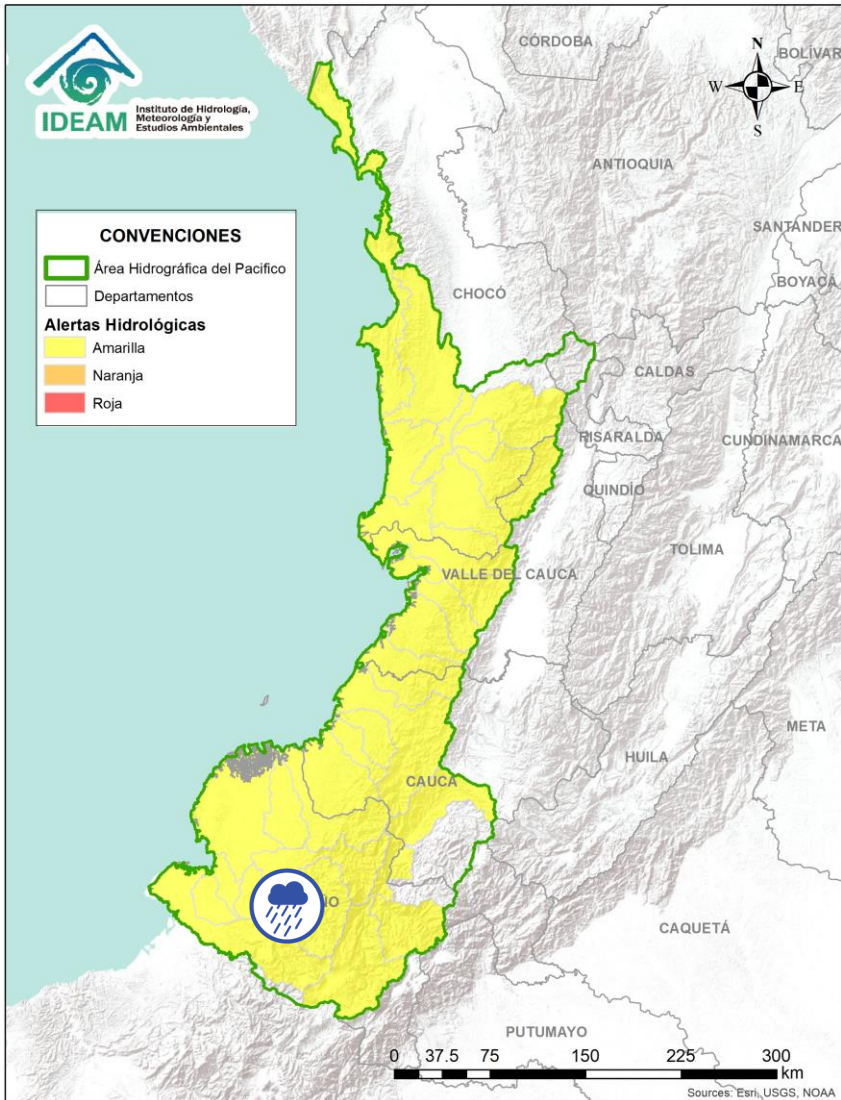 IDEAM
Instituto de Hidrología,
Meteorología y
Estudios Ambientales
CÓRDOBA
BOLÍVAR
N
W
E
S
ANTIOQUIA
CONVENCIONES
Área Hidrográfica del Pacifico
Departamentos
Alertas Hidrológicas
Amarilla
Naranja
Roja
SANTANDER
BOYACÁ
CHOCÓ
CALDAS
RISARALDA
CUNDINAMARCA
QUINDÍO
TOLIMA
VALLE DEL CAUCA
META
HUILA
CAUCA
CAQUETÁ
PUTUMAYO
0 37.5 75 150 225 300
km
Sources: Esri, USGS, NOAA